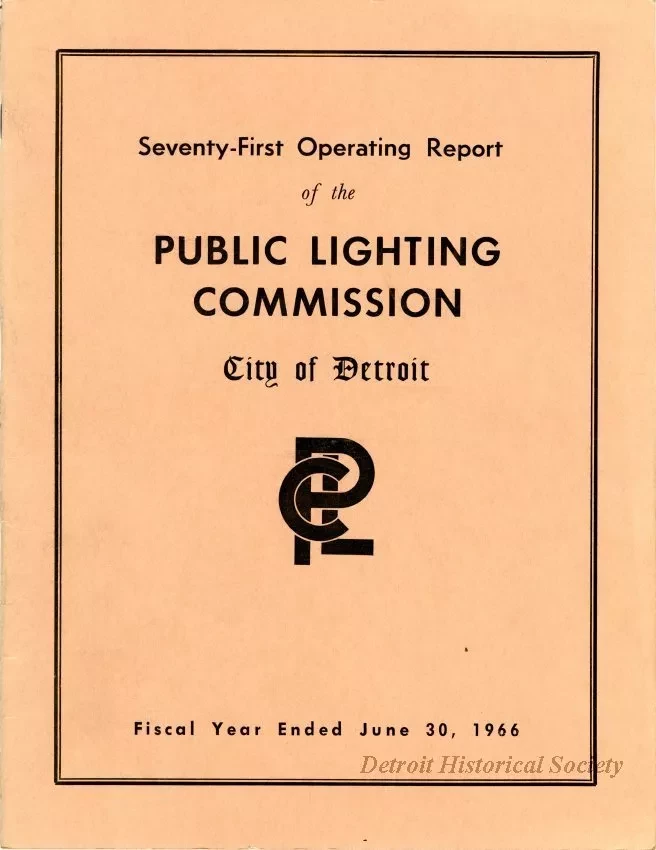 Seventy-First Operating Report
of the
PUBLIC LIGHTING
COMMISSION
City of Detroit
PLC
Fiscal Year Ended June 30, 1966
Detroit Historical Society